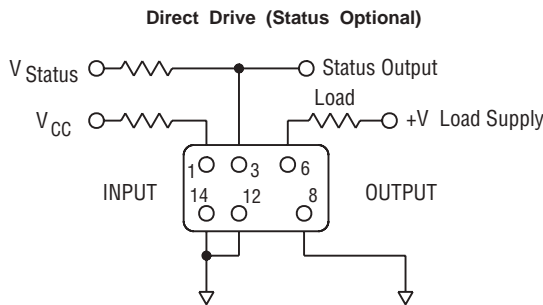 Direct Drive (Status Optional)
V Status
Status Output
Load
V CC
+V Load Supply
1
3
6
INPUT
14
12
8
OUTPUT